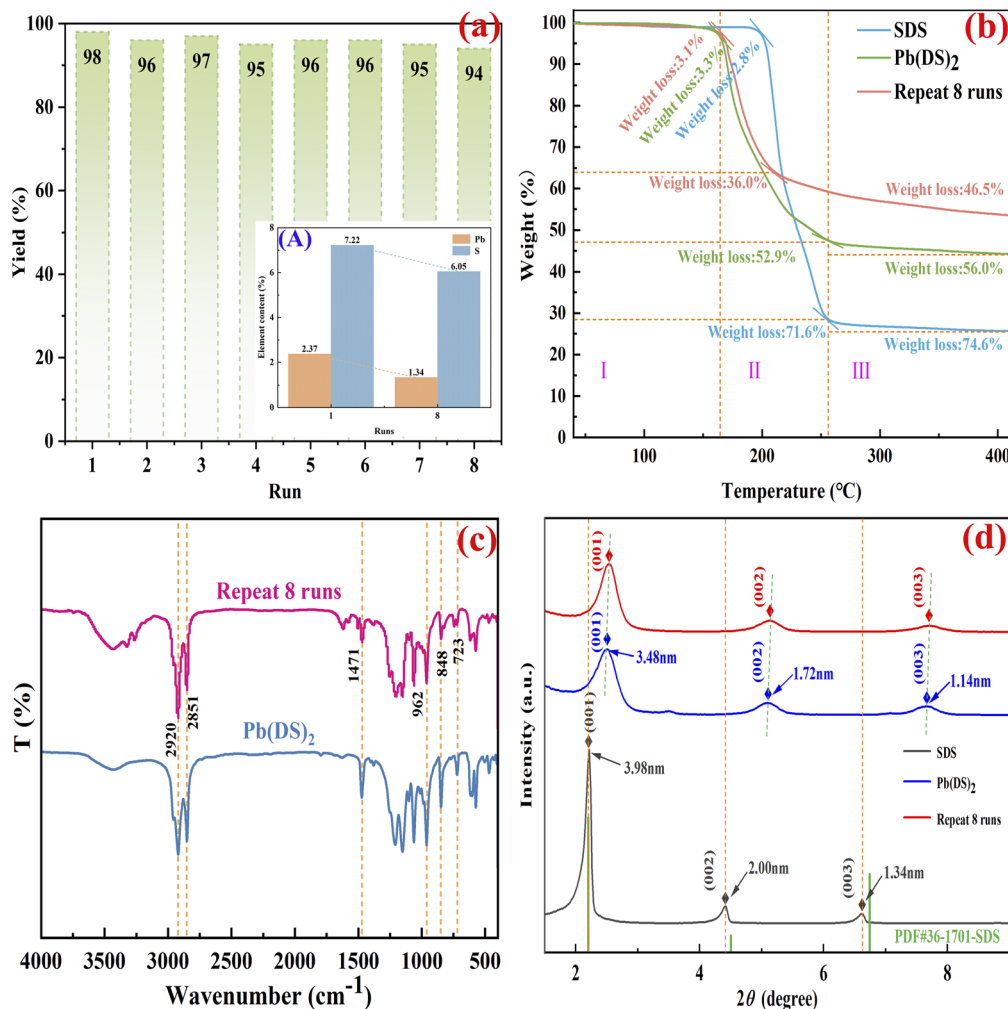 (a)
Yield (%)
100
80
60
40
20
0
98
96
97
95
96
96
95
94
1
2
3
4
5
6
7
8
Run
(A)
Pb
S
Element content (%)
8
6
4
2
0
2.37
7.22
1.34
6.05
1
8
Runs
(b)
SDS
Pb(DS)2
Repeat 8 runs
Weight (%)
100
90
80
70
60
50
40
30
20
10
0
Weight loss:3.1%
Weight loss:3.3%
Weight loss:2.8%
Weight loss:36.0%
Weight loss:46.5%
Weight loss:52.9%
Weight loss:56.0%
Weight loss:71.6%
Weight loss:74.6%
I
II
III
100
200
300
400
Temperature (℃)
(c)
T (%)
Repeat 8 runs
Pb(DS)2
2920
2851
1471
962
848
723
4000
3500
3000
2500
2000
1500
1000
500
Wavenumber (cm-1)
(d)
Intensity (a.u.)
(001)
(002)
(003)
(001)
3.48nm
(002)
1.72nm
(003)
1.14nm
(001)
3.98nm
(002)
2.00nm
(003)
1.34nm
SDS
Pb(DS)2
Repeat 8 runs
PDF#36-1701-SDS
2
4
6
8
2θ (degree)